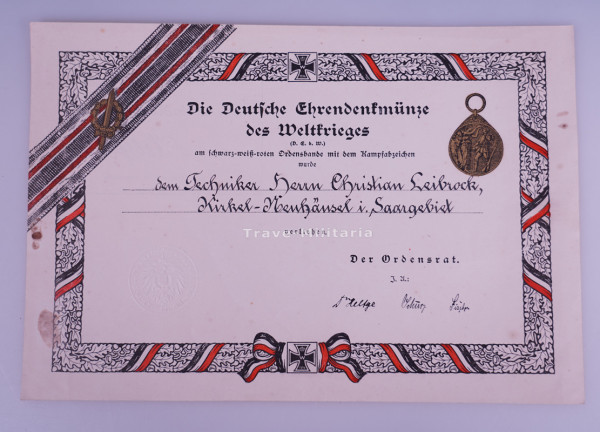 Die Deutsche Ehrendenkmünze
des Weltkrieges
(D. E. d. W.)
am schwarz-weiß-roten Ordensbande mit dem Kampfabzeichen
wurde
dem Techniker Herrn Christian Leibrock,
Kirkel-Neuhäusel i. Saargebiet
verliehen.
TraverMilitaria
Der Ordensrat.
J. A.: